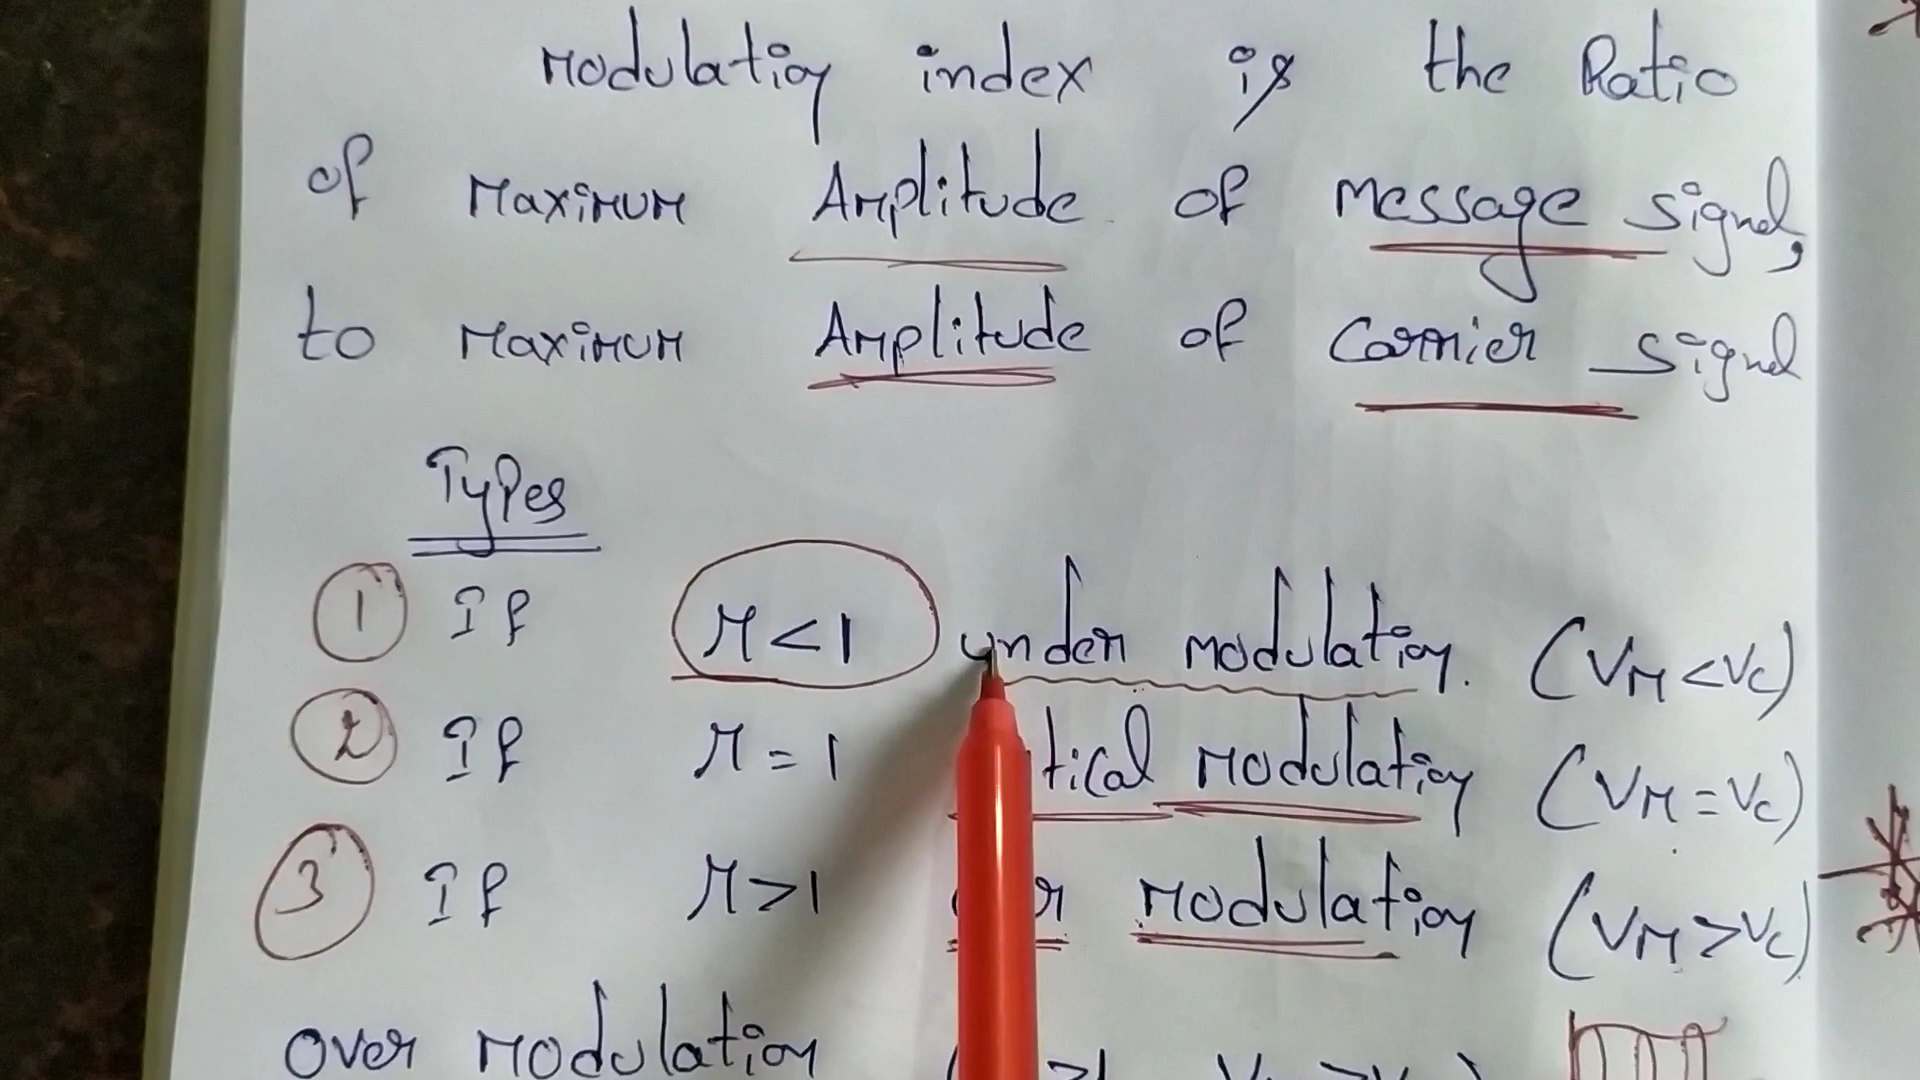 Modulation index is the Ratio
of Maximum Amplitude of Message signal,
to Maximum Amplitude of Carrier signal
Types
① If M<1 under modulation. (VM <Vc)
② If M=1 tical Modulation (VM =Vc)
③ If M>1 Modulation (VM >Vc)
Over Modulation